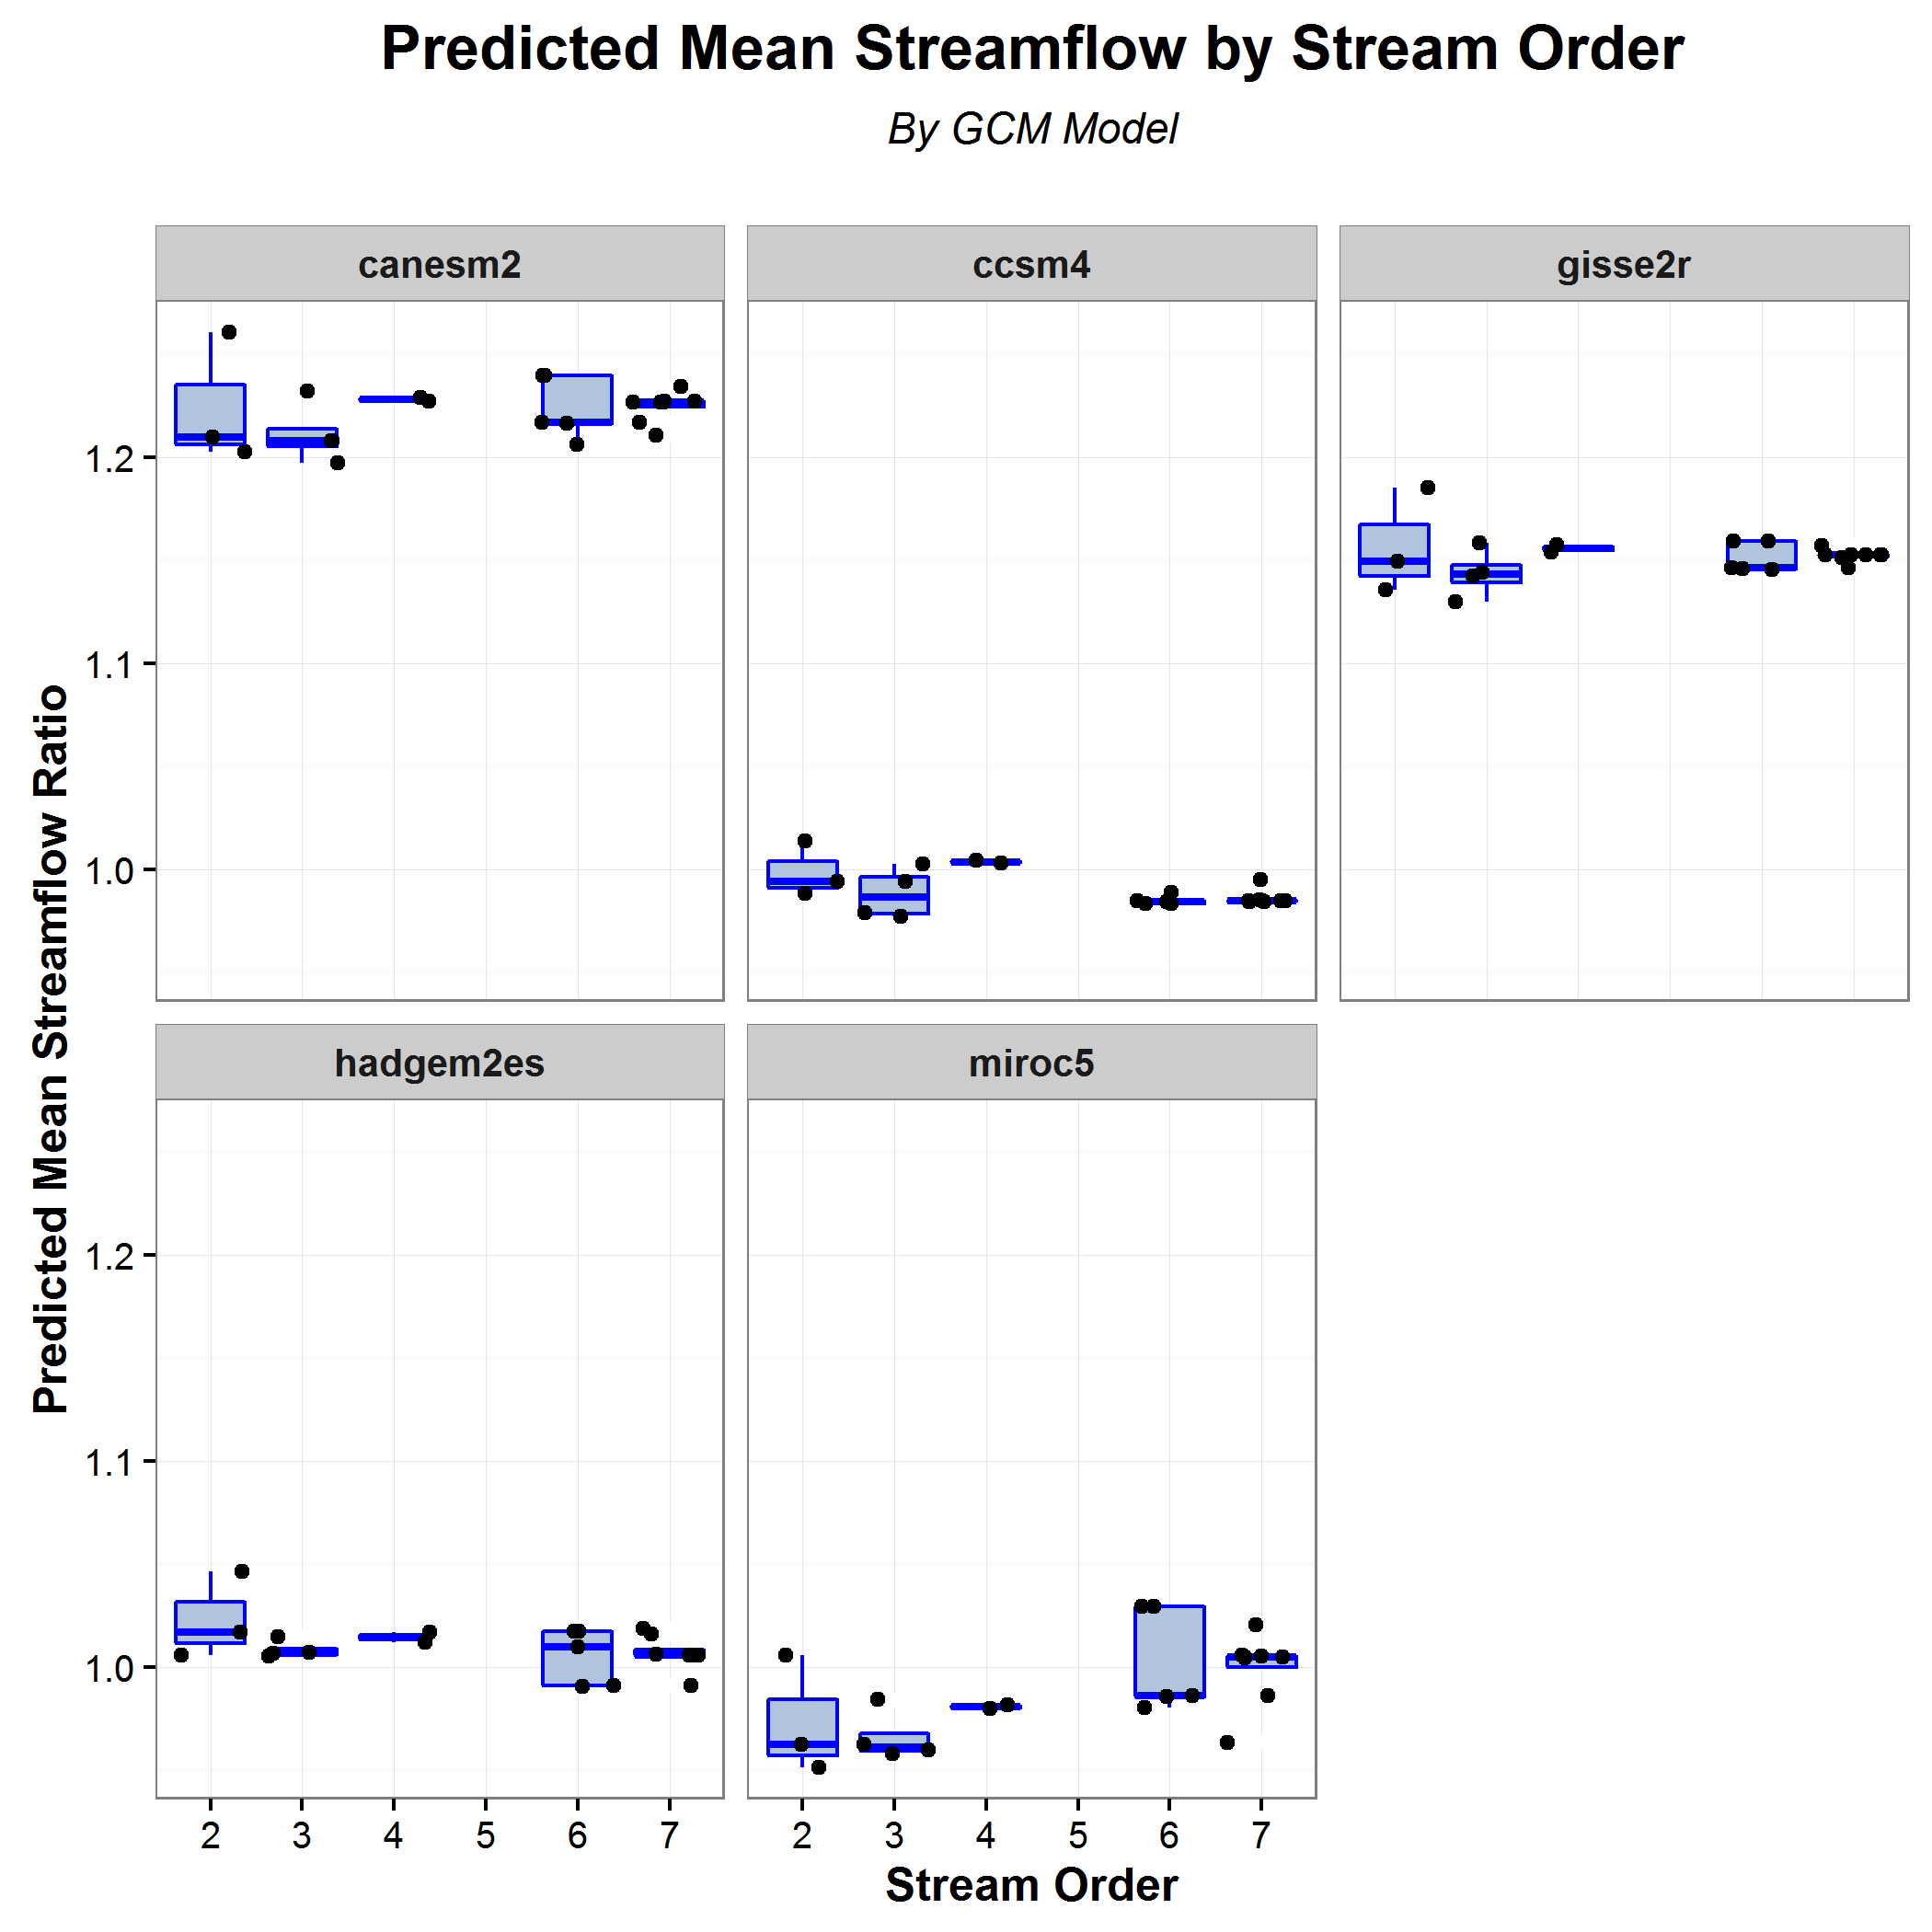 Predicted Mean Streamflow by Stream Order
By GCM Model
canesm2
ccsm4
gisse2r
1.2
1.1
1.0
Predicted Mean Streamflow Ratio
hadgem2es
miroc5
1.2
1.1
1.0
2 3 4 5 6 7
2 3 4 5 6 7
Stream Order